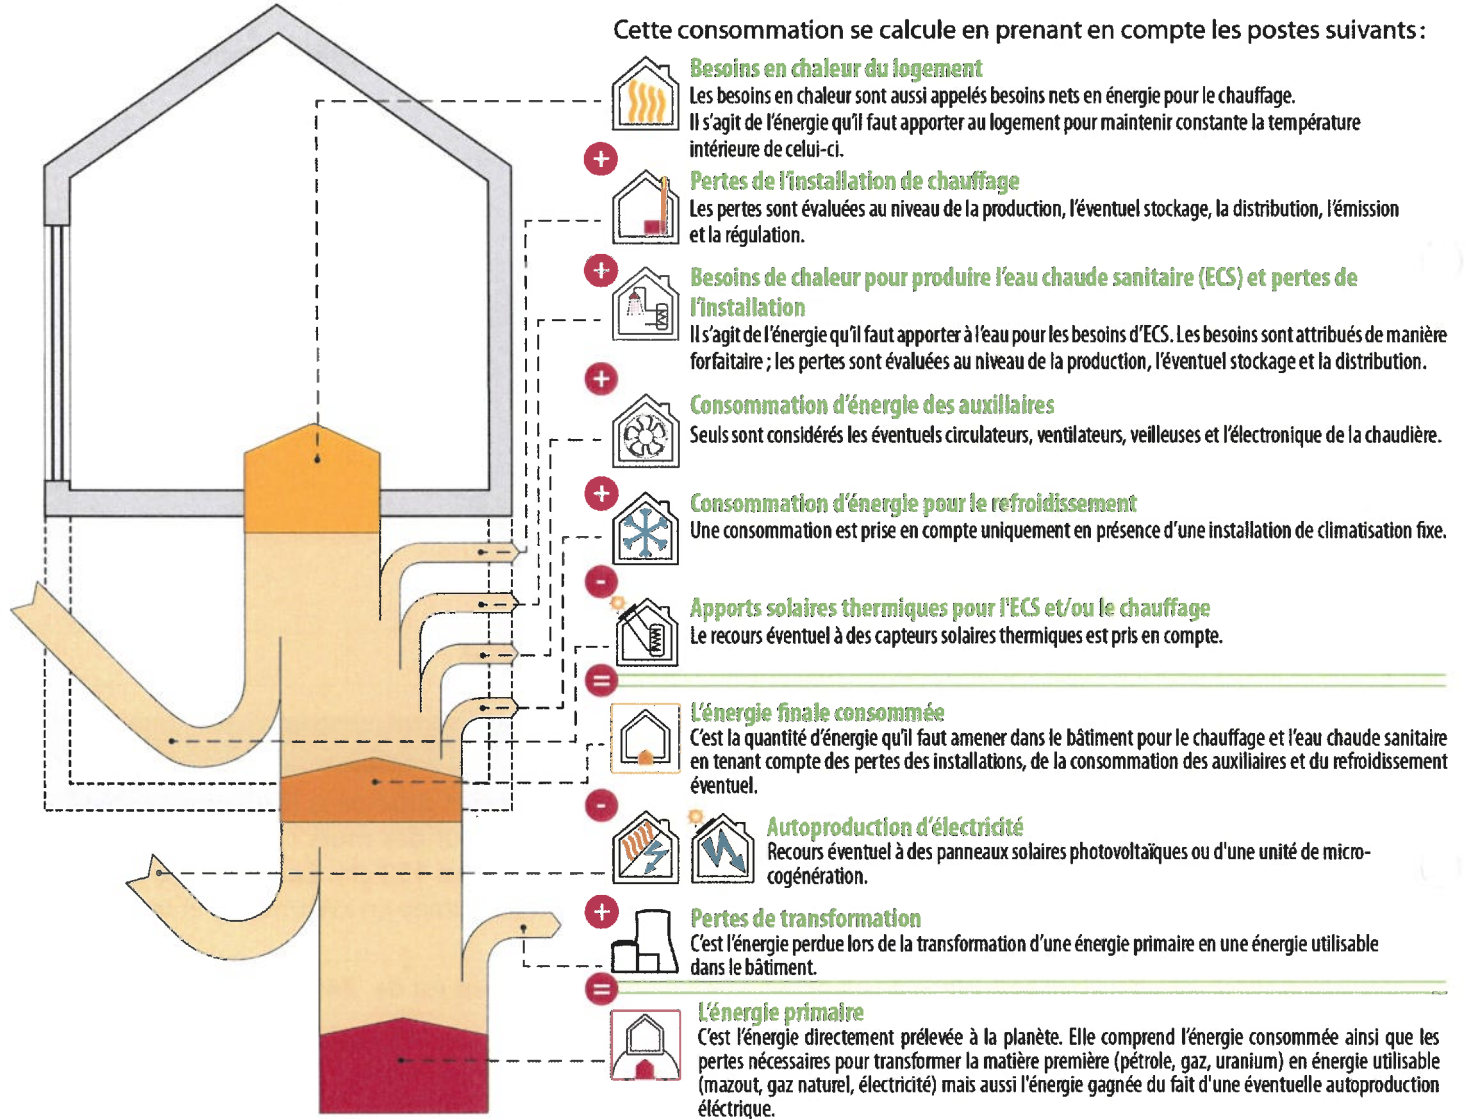 Cette consommation se calcule en prenant en compte les postes suivants :
Besoins en chaleur du logement
Les besoins en chaleur sont aussi appelés besoins nets en énergie pour le chauffage.
Il s'agit de l'énergie qu'il faut apporter au logement pour maintenir constante la température
intérieure de celui-ci.
+
Pertes de l'installation de chauffage
Les pertes sont évaluées au niveau de la production, l'éventuel stockage, la distribution, l'émission
et la régulation.
+
Besoins de chaleur pour produire l'eau chaude sanitaire (ECS) et pertes de
l'installation
Il s'agit de l'énergie qu'il faut apporter à l'eau pour les besoins d'ECS. Les besoins sont attribués de manière
forfaitaire ; les pertes sont évaluées au niveau de la production, l'éventuel stockage et la distribution.
+
Consommation d'énergie des auxiliaires
Seuls sont considérés les éventuels circulateurs, ventilateurs, veilleuses et l'électronique de la chaudière.
+
Consommation d'énergie pour le refroidissement
Une consommation est prise en compte uniquement en présence d'une installation de climatisation fixe.
-
Apports solaires thermiques pour l'ECS et/ou le chauffage
Le recours éventuel à des capteurs solaires thermiques est pris en compte.
=
L'énergie finale consommée
C'est la quantité d'énergie qu'il faut amener dans le bâtiment pour le chauffage et l'eau chaude sanitaire
en tenant compte des pertes des installations, de la consommation des auxiliaires et du refroidissement
éventuel.
-
Autoproduction d'électricité
Recours éventuel à des panneaux solaires photovoltaïques ou d'une unité de micro-
cogénération.
+
Pertes de transformation
C'est l'énergie perdue lors de la transformation d'une énergie primaire en une énergie utilisable
dans le bâtiment.
=
L'énergie primaire
C'est l'énergie directement prélevée à la planète. Elle comprend l'énergie consommée ainsi que les
pertes nécessaires pour transformer la matière première (pétrole, gaz, uranium) en énergie utilisable
(mazout, gaz naturel, électricité) mais aussi l'énergie gagnée du fait d'une éventuelle autoproduction
éléctrique.